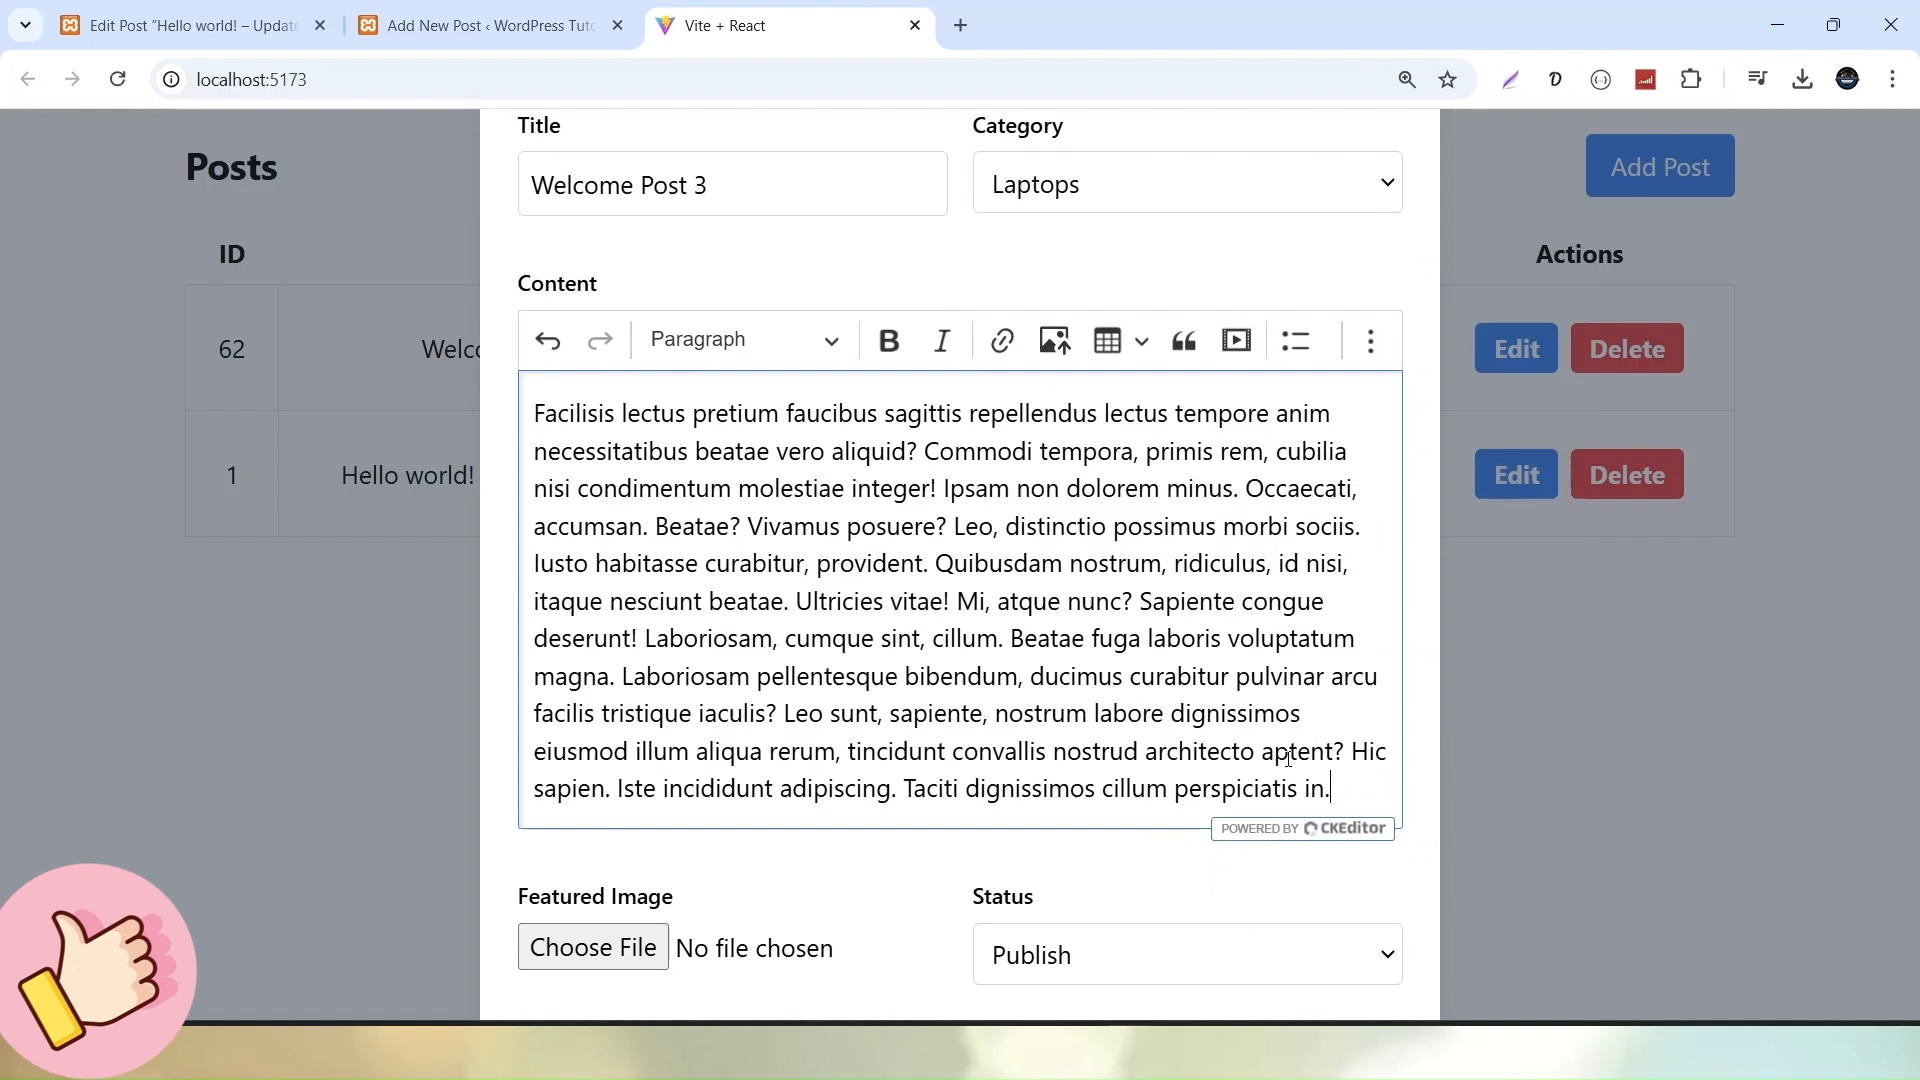 Edit Post “Hello world! – Update
Add New Post ‹ WordPress Tuto
Vite + React
localhost:5173
Title
Category
Posts
Add Post
Welcome Post 3
Laptops
ID
Actions
Content
Paragraph
62
Welco
Edit
Delete
Facilisis lectus pretium faucibus sagittis repellendus lectus tempore anim
necessitatibus beatae vero aliquid? Commodi tempora, primis rem, cubilia
nisi condimentum molestiae integer! Ipsam non dolorem minus. Occaecati,
1
Hello world!
Edit
Delete
accumsan. Beatae? Vivamus posuere? Leo, distinctio possimus morbi sociis.
Iusto habitasse curabitur, provident. Quibusdam nostrum, ridiculus, id nisi,
itaque nesciunt beatae. Ultricies vitae! Mi, atque nunc? Sapiente congue
deserunt! Laboriosam, cumque sint, cillum. Beatae fuga laboris voluptatum
magna. Laboriosam pellentesque bibendum, ducimus curabitur pulvinar arcu
facilis tristique iaculis? Leo sunt, sapiente, nostrum labore dignissimos
eiusmod illum aliqua rerum, tincidunt convallis nostrud architecto aptent? Hic
sapien. Iste incididunt adipiscing. Taciti dignissimos cillum perspiciatis in.
POWERED BY CKEditor
Featured Image
Status
Choose File No file chosen
Publish